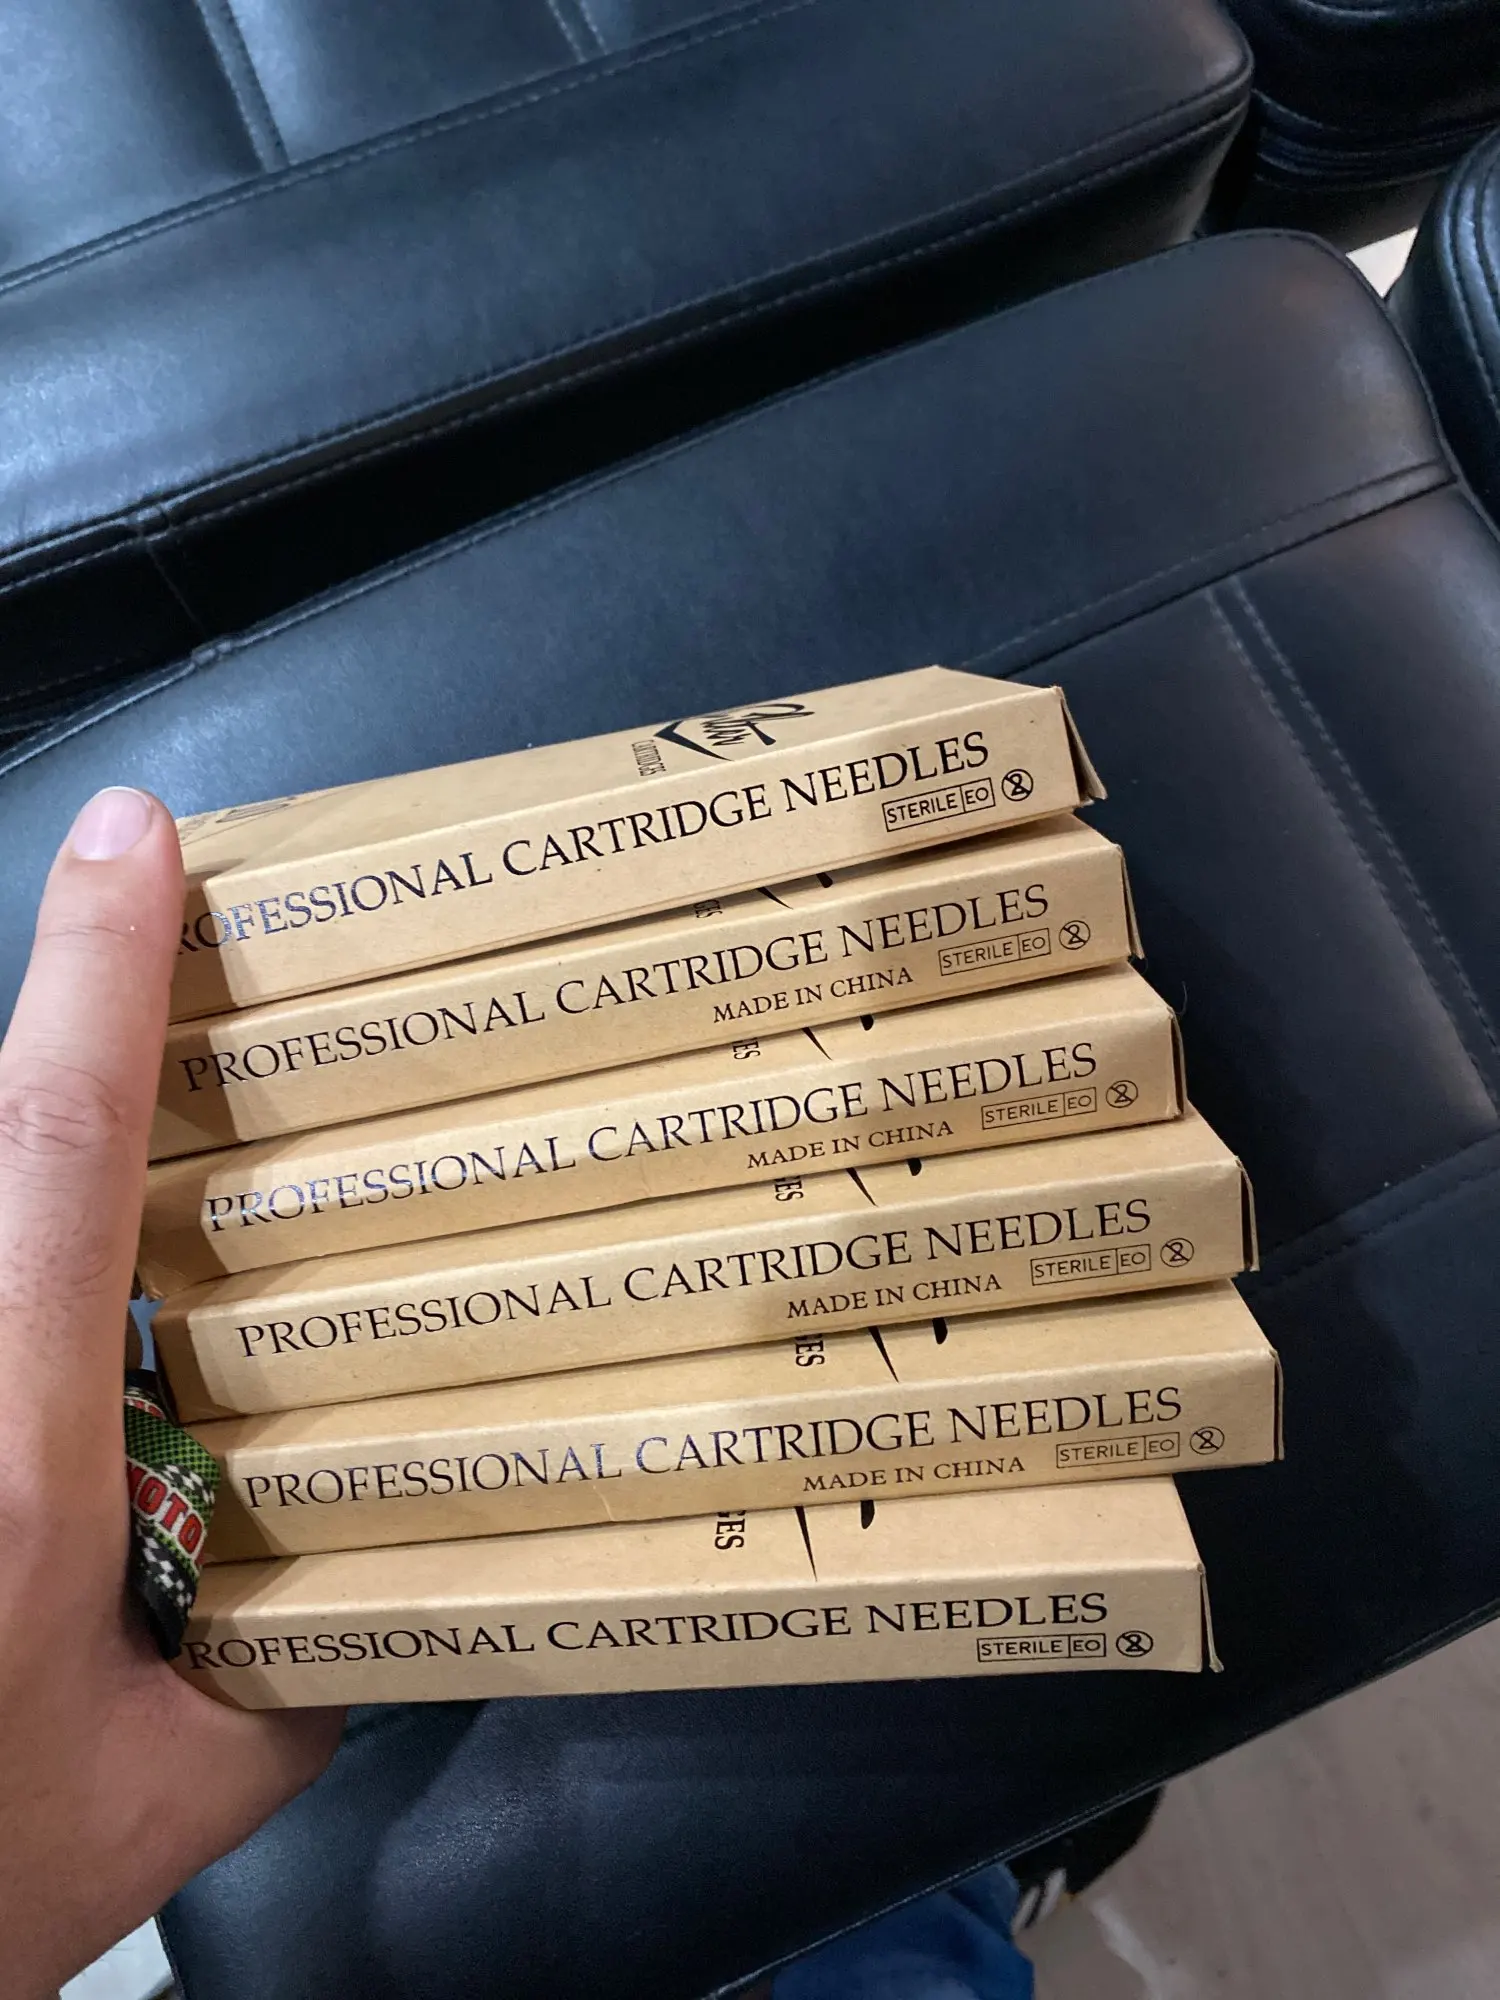 CARTRIDGES
PROFESSIONAL CARTRIDGE NEEDLES
STERILE EO
PROFESSIONAL CARTRIDGE NEEDLES
MADE IN CHINA STERILE EO
PROFESSIONAL CARTRIDGE NEEDLES
MADE IN CHINA STERILE EO
PROFESSIONAL CARTRIDGE NEEDLES
MADE IN CHINA STERILE EO
PROFESSIONAL CARTRIDGE NEEDLES
MADE IN CHINA STERILE EO
ROFESSIONAL CARTRIDGE NEEDLES
STERILE EO
MOTO